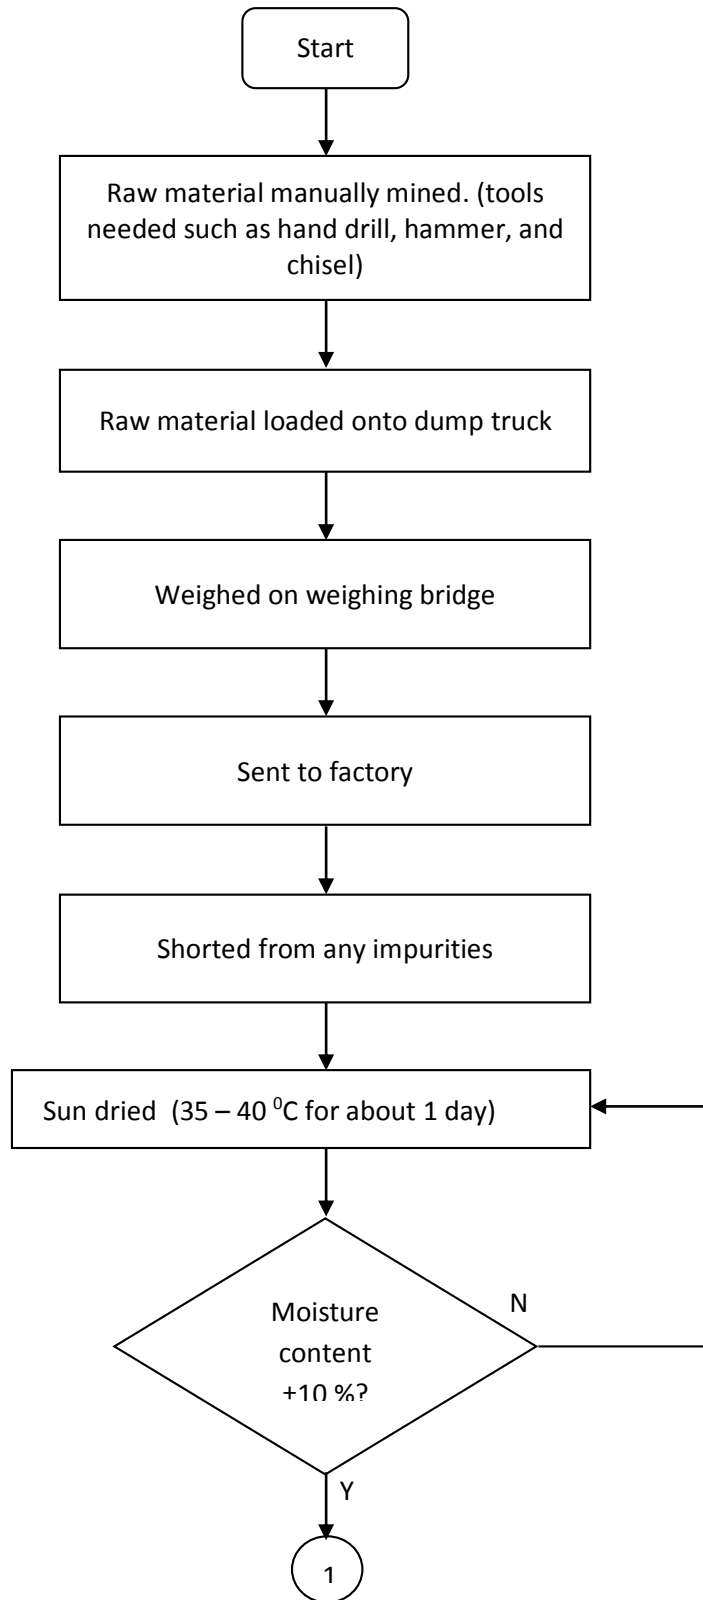 Start
Raw material manually mined. (tools
needed such as hand drill, hammer, and
chisel)
Raw material loaded onto dump truck
Weighed on weighing bridge
Sent to factory
Shorted from any impurities
Sun dried (35 – 40 ⁰C for about 1 day)
Moisture
content
N
+10 %?
Y
1